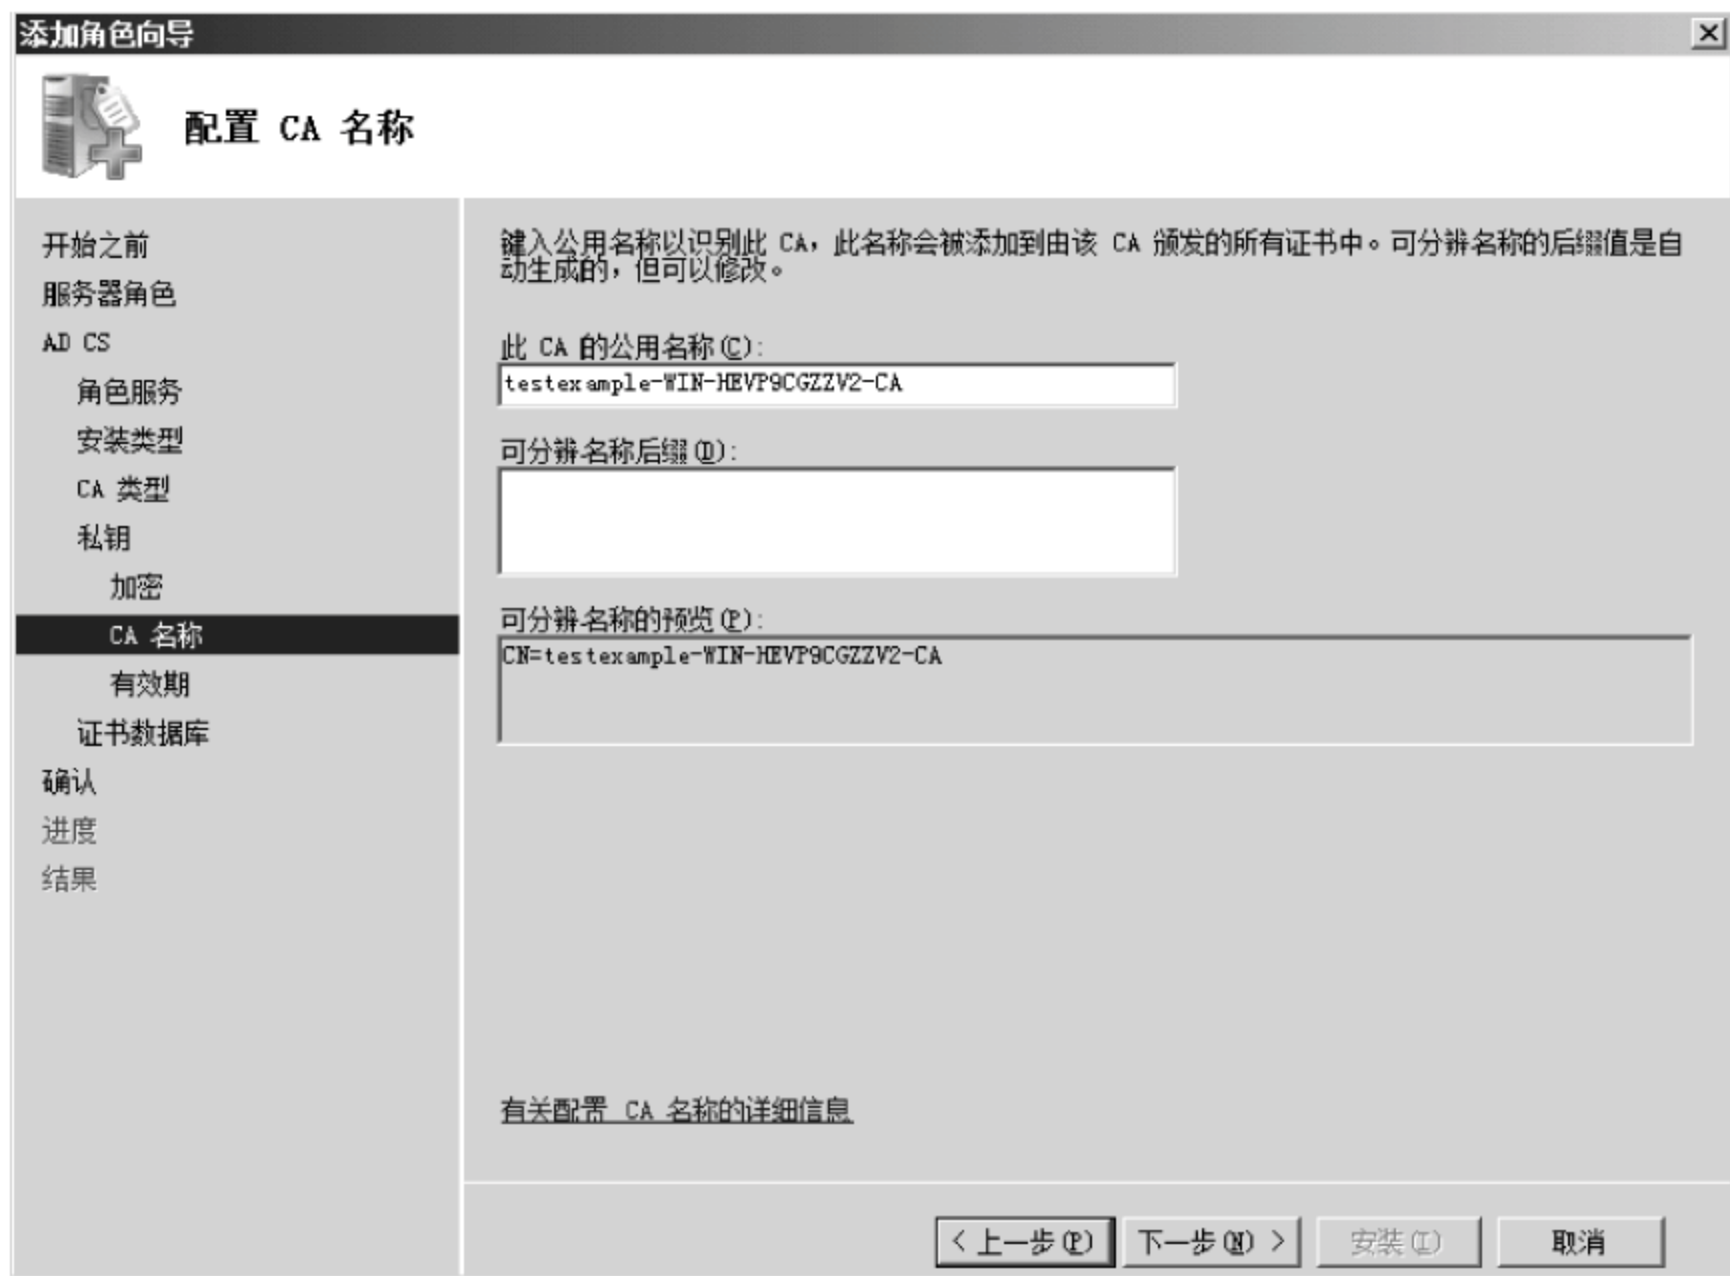 添加角色向导
配置 CA 名称
开始之前
服务器角色
AD CS
角色服务
安装类型
CA 类型
私钥
加密
CA 名称
有效期
证书数据库
确认
进度
结果
键入公用名称以识别此 CA，此名称会被添加到由该 CA 颁发的所有证书中。可分辨名称的后缀值是自
动生成的，但可以修改。
此 CA 的公用名称(C):
testexample-WIN-HEVP9CGZZV2-CA
可分辨名称后缀(D):
可分辨名称的预览(P):
CN=testexample-WIN-HEVP9CGZZV2-CA
有关配置 CA 名称的详细信息
< 上一步(P)
下一步(N) >
安装(I)
取消